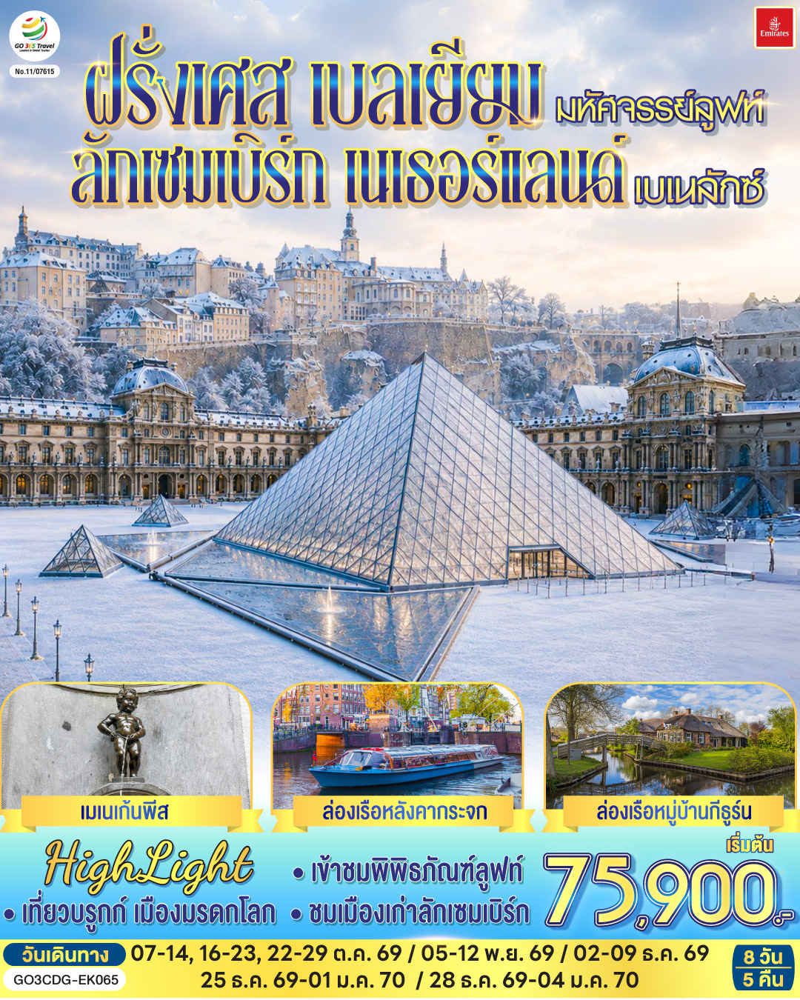 GO 365 Travel
Leaders in Global Tourism
No.11/07615
Emirates
ฝรั่งเศส เบลเยียม มหัศจรรย์ลูฟท์
ลักเซมเบิร์ก เนเธอร์แลนด์ เบเนลักซ์
เมเนเก้นพีส
ล่องเรือหลังคากระจก
ล่องเรือหมู่บ้านกีธูร์น
HighLight
• เข้าชมพิพิธภัณฑ์ลูฟท์
• เที่ยวบรูกก์ เมืองมรดกโลก
• ชมเมืองเก่าลักเซมเบิร์ก
เริ่มต้น
75,900.-
วันเดินทาง
07-14, 16-23, 22-29 ต.ค. 69 / 05-12 พ.ย. 69 / 02-09 ธ.ค. 69
GO3CDG-EK065
25 ธ.ค. 69-01 ม.ค. 70 / 28 ธ.ค. 69-04 ม.ค. 70
8 วัน
5 คืน